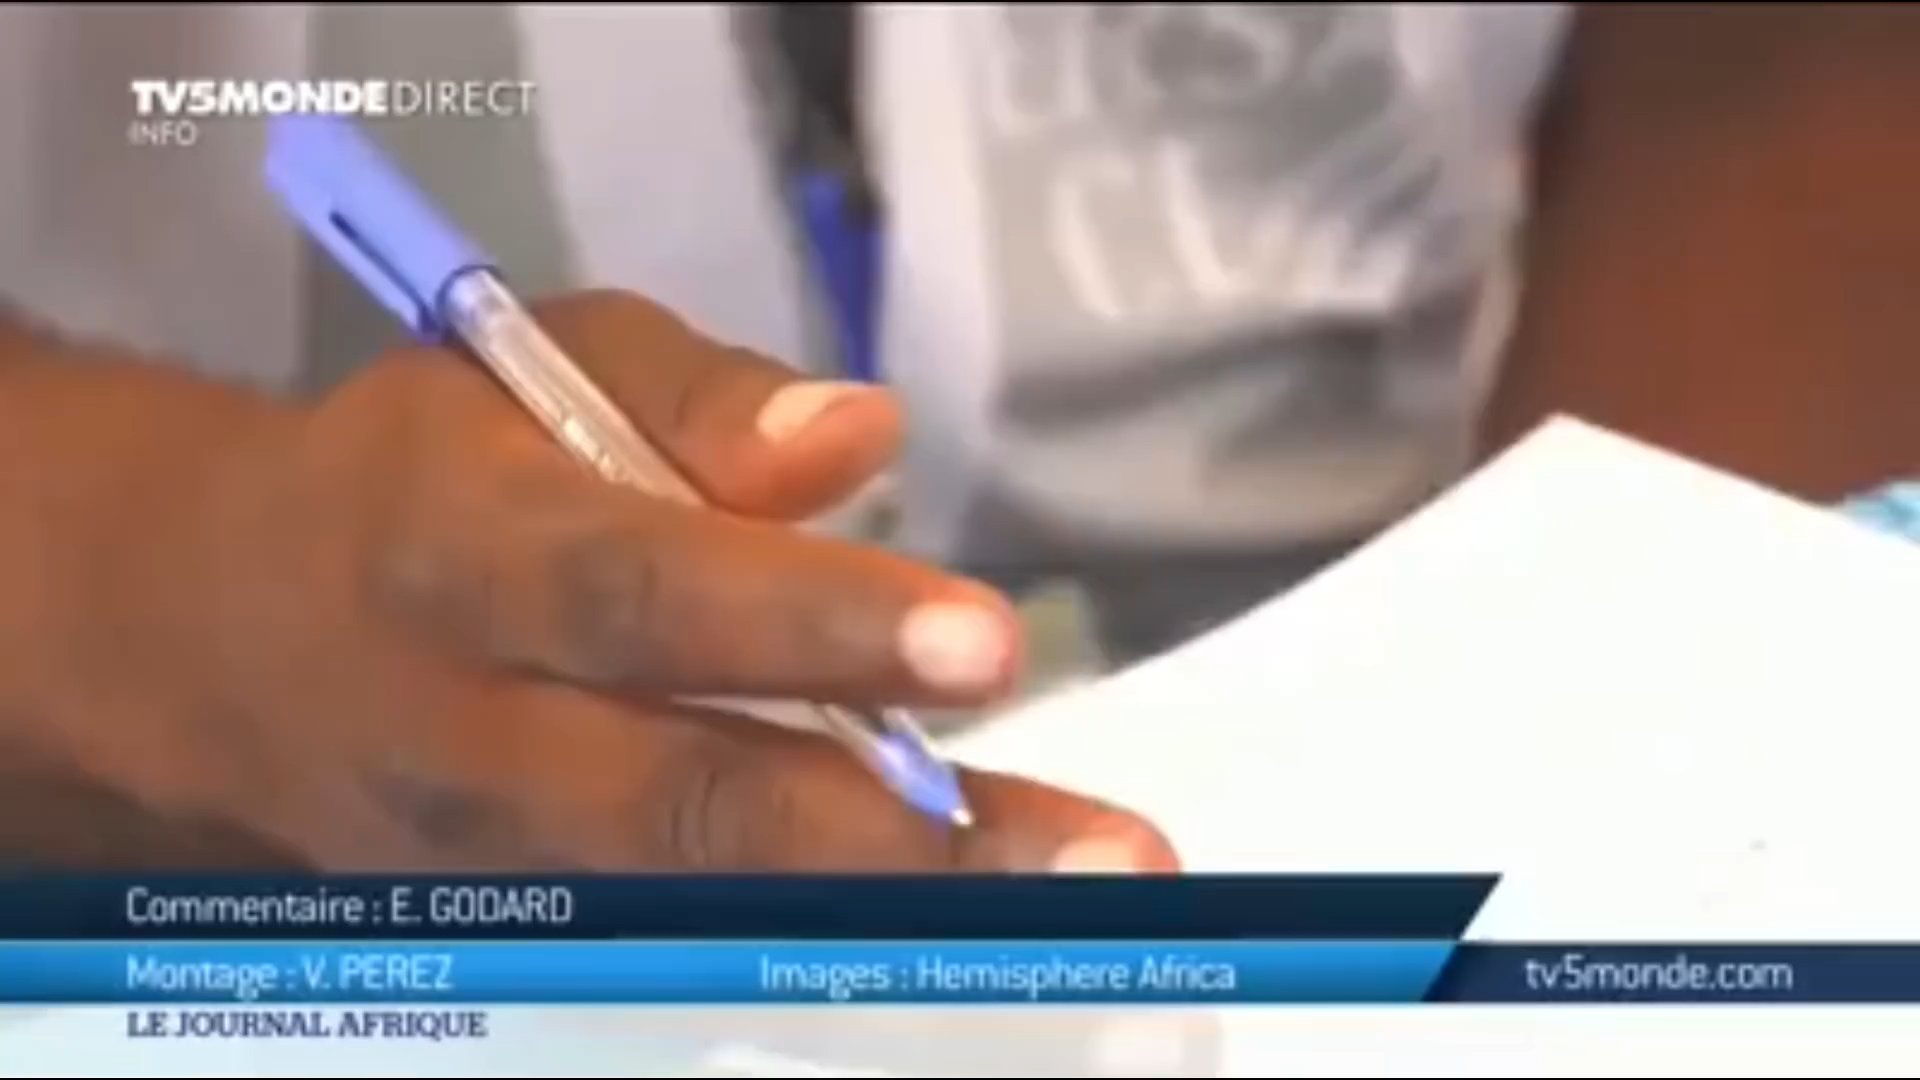 TV5MONDE DIRECT
INFO
Commentaire : E. GODARD
Montage : V. PEREZ
Images : Hemisphere Africa
tv5monde.com
LE JOURNAL AFRIQUE